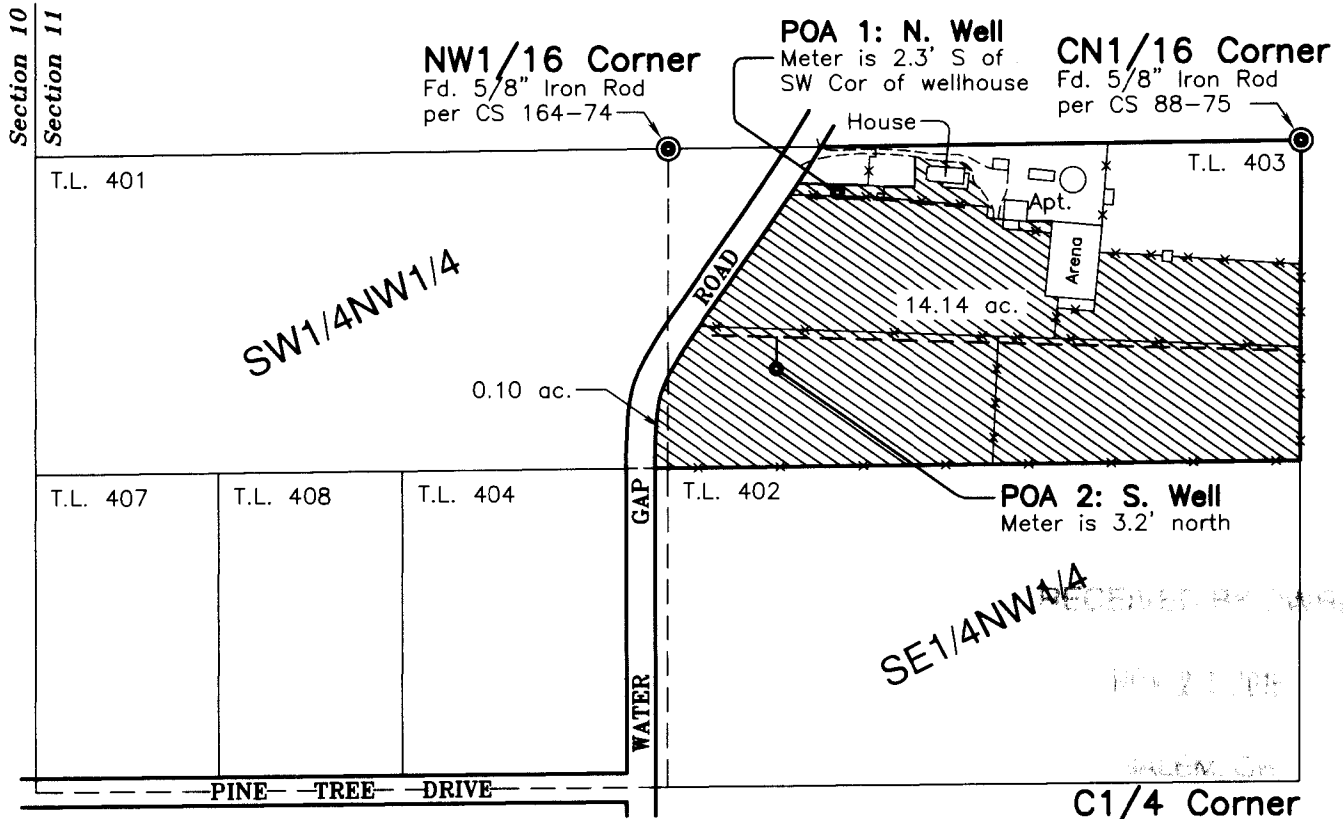 Section 10
Section 11
NW1/16 Corner
Fd. 5/8" Iron Rod
per CS 164-74
POA 1: N. Well
Meter is 2.3' S of
SW Cor of wellhouse
CN1/16 Corner
Fd. 5/8" Iron Rod
per CS 88-75
House
T.L. 401
T.L. 403
Apt.
Arena
SW1/4NW1/4
ROAD
14.14 ac.
0.10 ac.
T.L. 407
T.L. 408
T.L. 404
GAP
T.L. 402
POA 2: S. Well
Meter is 3.2' north
SE1/4NW1/4
RECEIVED BY
WATER
SALEM, OR
PINE TREE DRIVE
C1/4 Corner